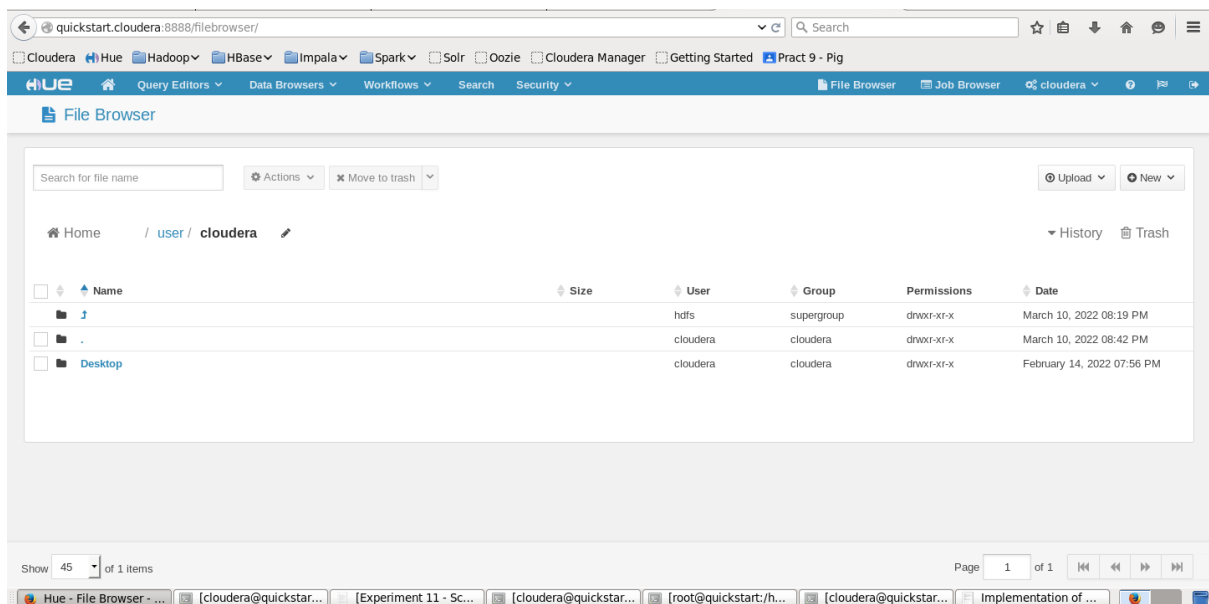 quickstart.cloudera:8888/filebrowser/ Search
Cloudera Hue Hadoop HBase Impala Spark Solr Oozie Cloudera Manager Getting Started Pract 9 - Pig
HUE Query Editors Data Browsers Workflows Search Security File Browser Job Browser cloudera
File Browser
Search for file name Actions Move to trash Upload New
Home / user / cloudera History Trash
Name Size User Group Permissions Date
hdfs supergroup drwxr-xr-x March 10, 2022 08:19 PM
. cloudera cloudera drwxr-xr-x March 10, 2022 08:42 PM
Desktop cloudera cloudera drwxr-xr-x February 14, 2022 07:56 PM
Show 45 of 1 items Page 1 of 1
Hue - File Browser - ... [cloudera@quickstar... [Experiment 11 - Sc... [cloudera@quickstar... [root@quickstart:/h... [cloudera@quickstar... Implementation of ...